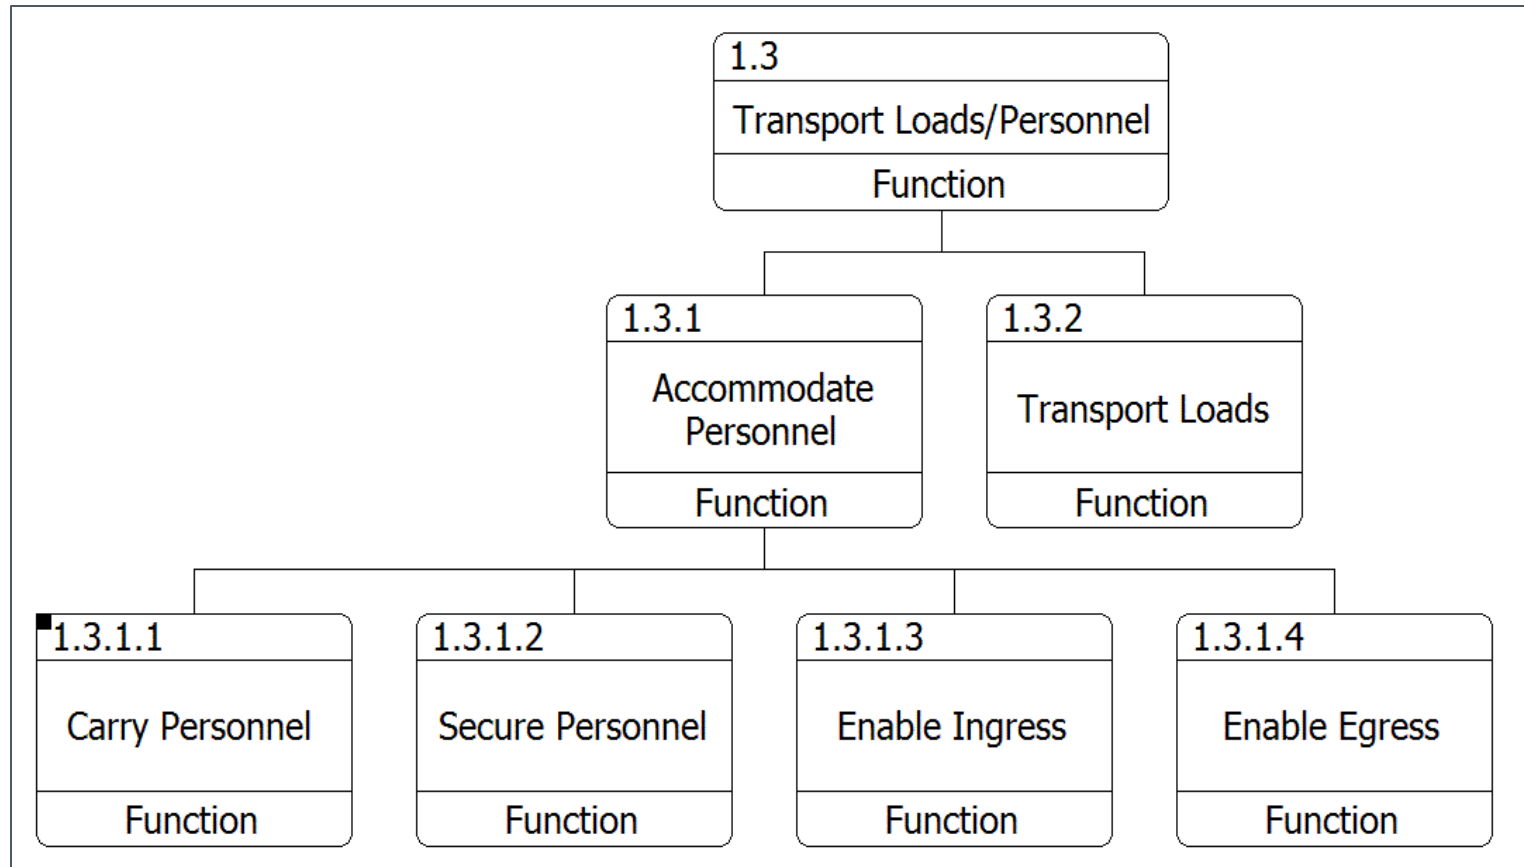 1.3
Transport Loads/Personnel
Function
1.3.1
Accommodate
Personnel
Function
1.3.2
Transport Loads
Function
1.3.1.1
Carry Personnel
Function
1.3.1.2
Secure Personnel
Function
1.3.1.3
Enable Ingress
Function
1.3.1.4
Enable Egress
Function